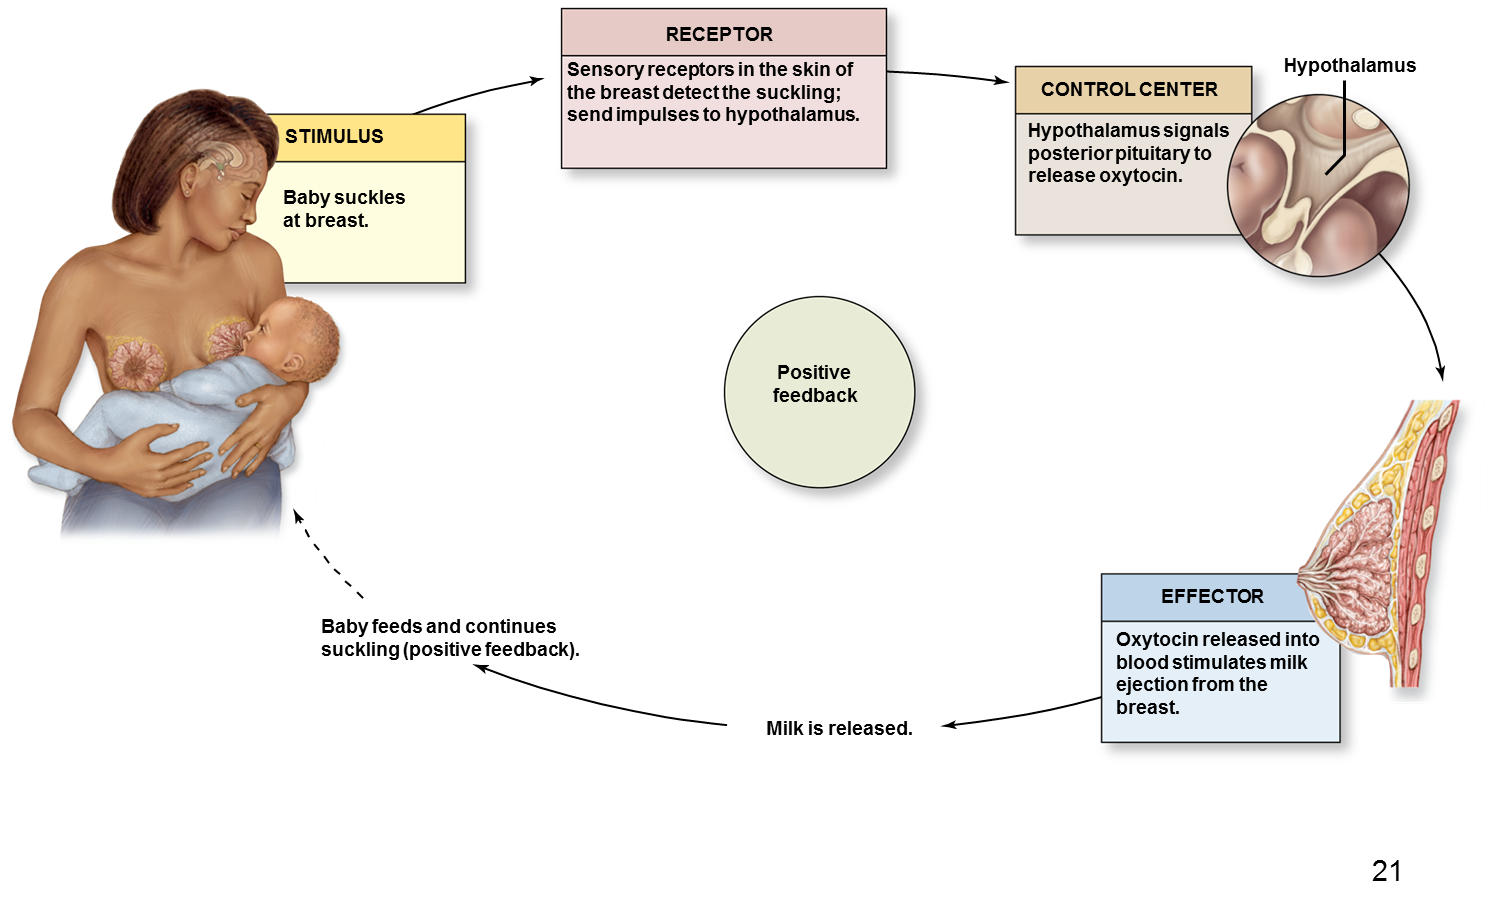 STIMULUS
Baby suckles
at breast.
RECEPTOR
Sensory receptors in the skin of
the breast detect the suckling;
send impulses to hypothalamus.
CONTROL CENTER
Hypothalamus signals
posterior pituitary to
release oxytocin.
Hypothalamus
Positive
feedback
EFFECTOR
Oxytocin released into
blood stimulates milk
ejection from the
breast.
Milk is released.
Baby feeds and continues
suckling (positive feedback).
21